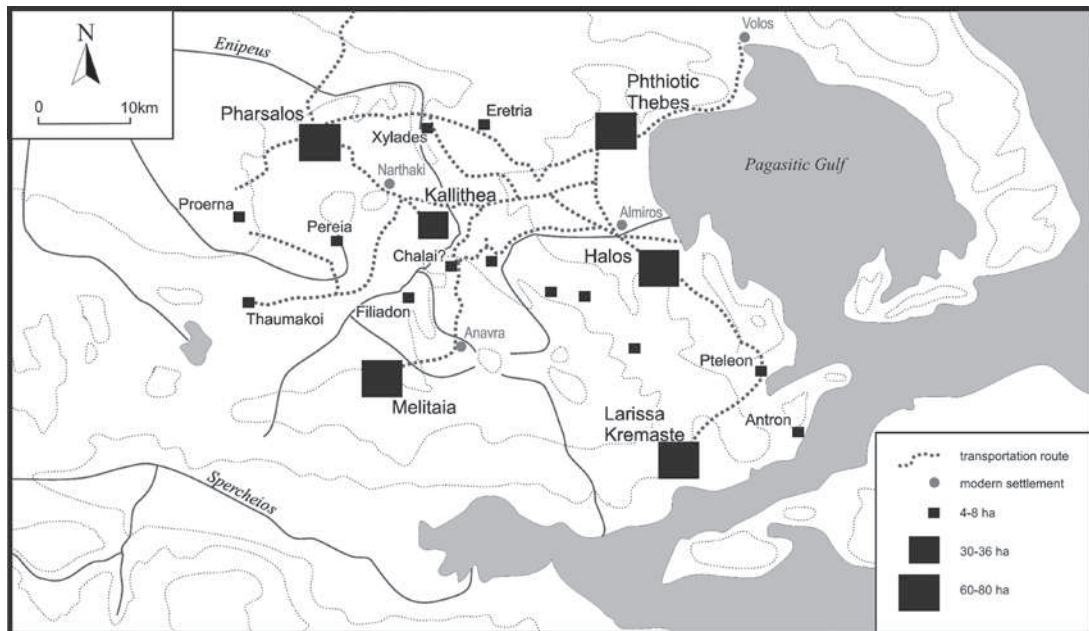 N
0 10km
Enipeus
Volos
Pharsalos
Phthiotic
Thebes
Eretria
Xylades
Pagasitic Gulf
Narthaki
Kallithea
Proerna
Pereia
Almiros
Chalai?
Halos
Thaumakoi
Filiadon
Anavra
Melitaia
Pteleon
Larissa
Kremaste
Antron
Spercheios
transportation route
modern settlement
4-8 ha
30-36 ha
60-80 ha